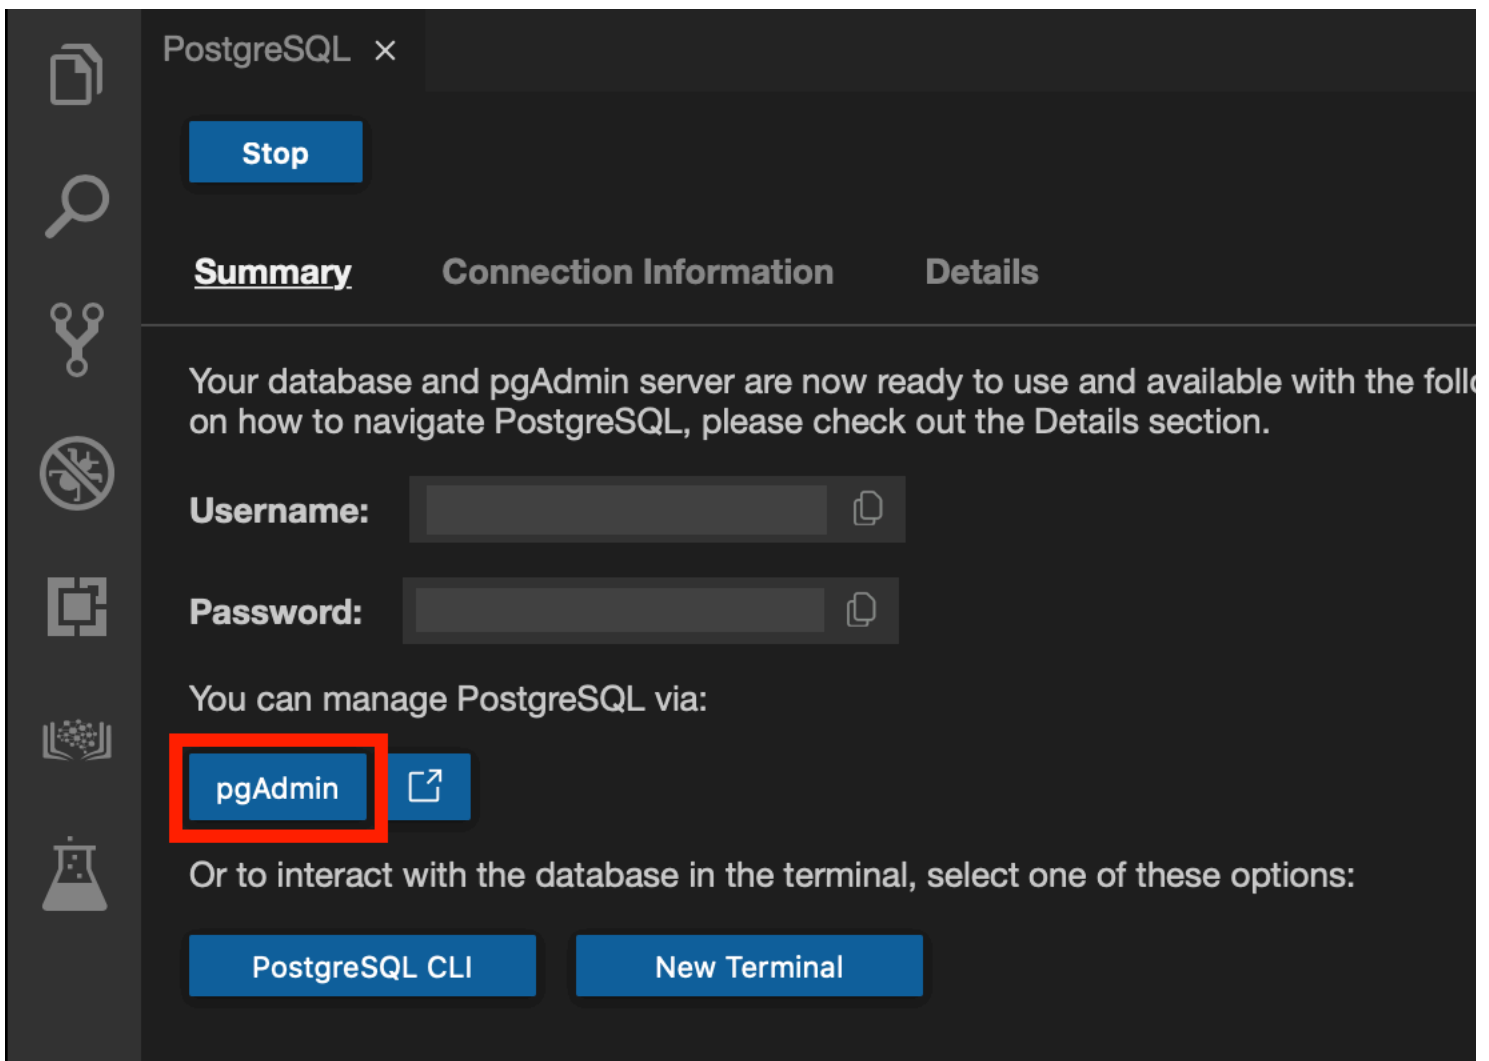 PostgreSQL ×
Stop
Summary Connection Information Details
Your database and pgAdmin server are now ready to use and available with the
on how to navigate PostgreSQL, please check out the Details section.
Username:
Password:
You can manage PostgreSQL via:
pgAdmin
Or to interact with the database in the terminal, select one of these options:
PostgreSQL CLI New Terminal